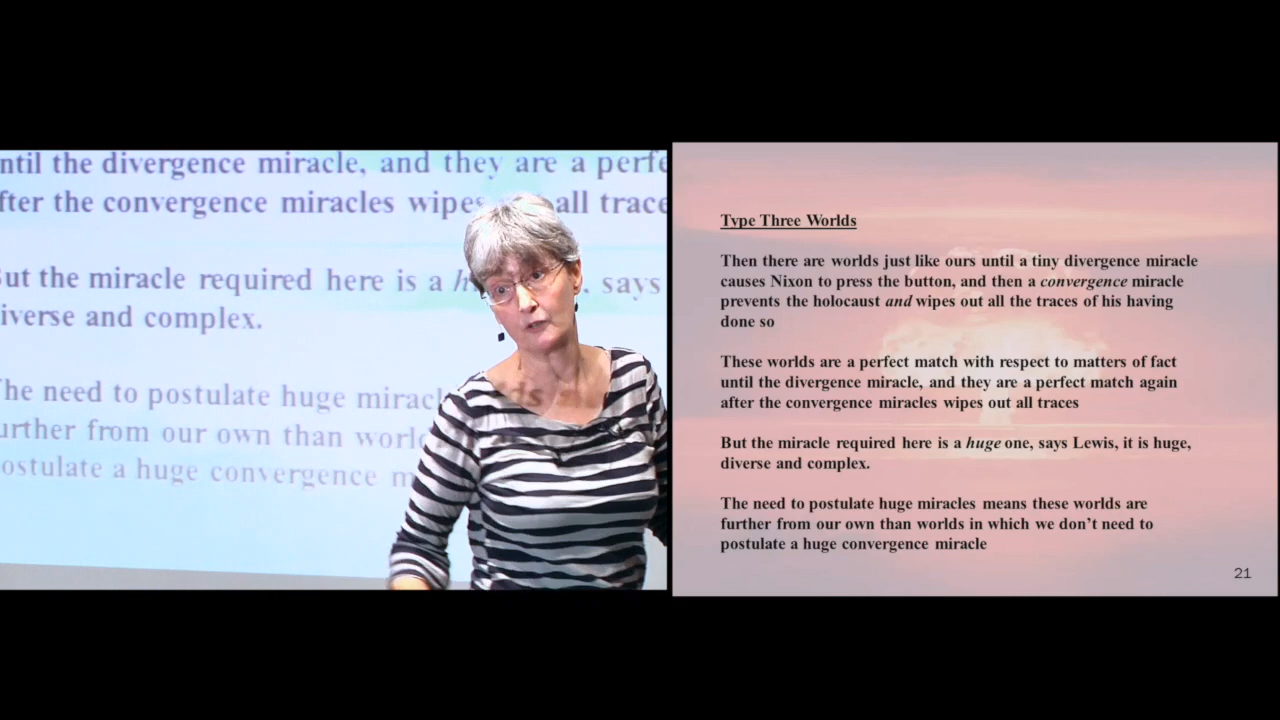 ntil the divergence miracle, and they are a perfe
fter the convergence miracles wipes all trace
But the miracle required here is a h , says
iverse and complex.
The need to postulate huge mirac
urther from our own than worl
ostulate a huge convergence m
Type Three Worlds
Then there are worlds just like ours until a tiny divergence miracle
causes Nixon to press the button, and then a convergence miracle
prevents the holocaust and wipes out all the traces of his having
done so
These worlds are a perfect match with respect to matters of fact
until the divergence miracle, and they are a perfect match again
after the convergence miracles wipes out all traces
But the miracle required here is a huge one, says Lewis, it is huge,
diverse and complex.
The need to postulate huge miracles means these worlds are
further from our own than worlds in which we don't need to
postulate a huge convergence miracle
21